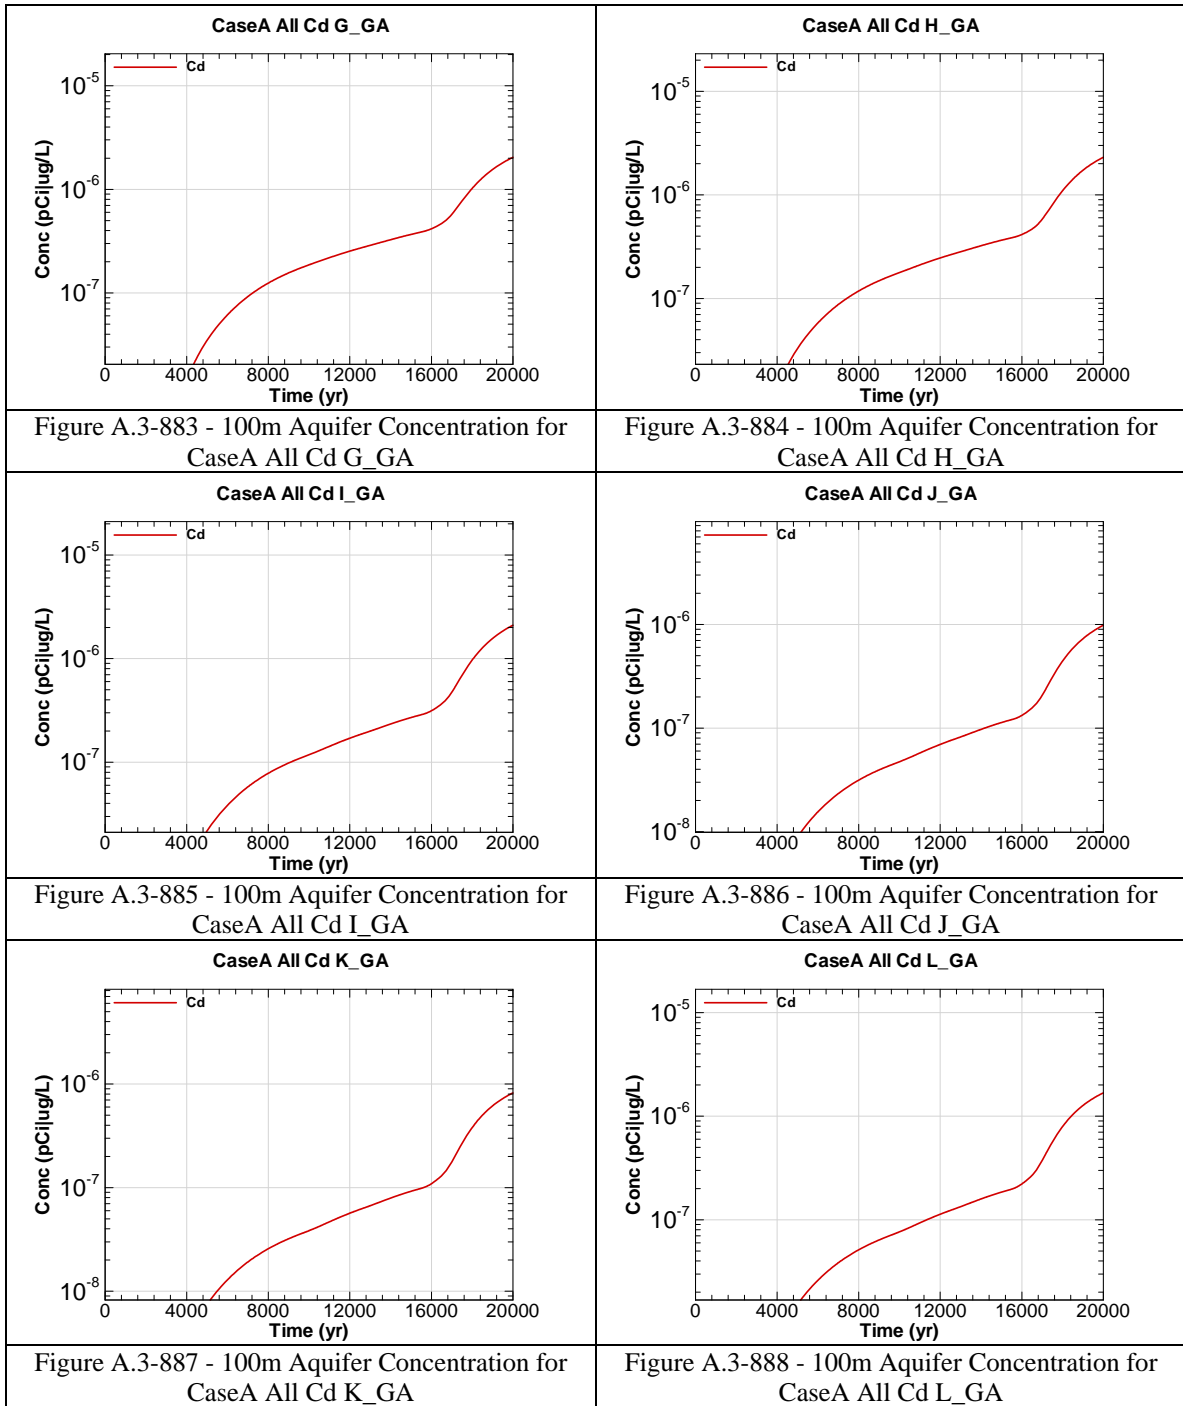 CaseA All Cd G_GA
Cd
Conc (pCi|ug/L)
10-5
10-6
10-7
0 4000 8000 12000 16000 20000
Time (yr)
Figure A.3-883 - 100m Aquifer Concentration for
CaseA All Cd G_GA
CaseA All Cd H_GA
Cd
Conc (pCi|ug/L)
10-5
10-6
10-7
0 4000 8000 12000 16000 20000
Time (yr)
Figure A.3-884 - 100m Aquifer Concentration for
CaseA All Cd H_GA
CaseA All Cd I_GA
Cd
Conc (pCi|ug/L)
10-5
10-6
10-7
0 4000 8000 12000 16000 20000
Time (yr)
Figure A.3-885 - 100m Aquifer Concentration for
CaseA All Cd I_GA
CaseA All Cd J_GA
Cd
Conc (pCi|ug/L)
10-6
10-7
10-8
0 4000 8000 12000 16000 20000
Time (yr)
Figure A.3-886 - 100m Aquifer Concentration for
CaseA All Cd J_GA
CaseA All Cd K_GA
Cd
Conc (pCi|ug/L)
10-6
10-7
10-8
0 4000 8000 12000 16000 20000
Time (yr)
Figure A.3-887 - 100m Aquifer Concentration for
CaseA All Cd K_GA
CaseA All Cd L_GA
Cd
Conc (pCi|ug/L)
10-5
10-6
10-7
0 4000 8000 12000 16000 20000
Time (yr)
Figure A.3-888 - 100m Aquifer Concentration for
CaseA All Cd L_GA